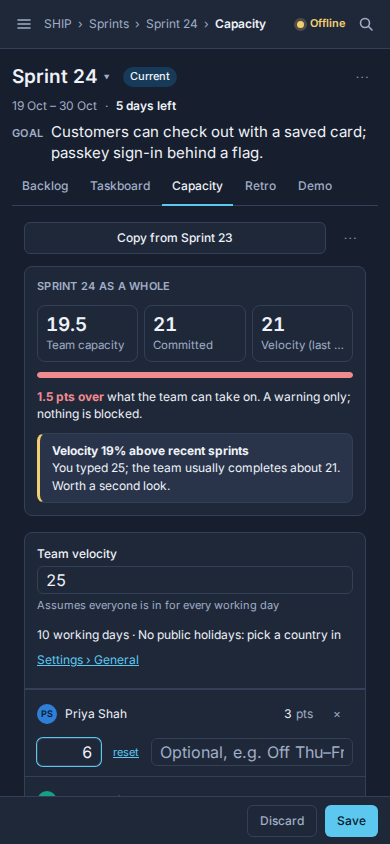 SHIP › Sprints › Sprint 24 › Capacity Offline
Sprint 24 ▾ Current ...
19 Oct – 30 Oct · 5 days left
GOAL Customers can check out with a saved card;
passkey sign-in behind a flag.
Backlog Taskboard Capacity Retro Demo
Copy from Sprint 23 ...
SPRINT 24 AS A WHOLE
19.5 21 21
Team capacity Committed Velocity (last ...
1.5 pts over what the team can take on. A warning only;
nothing is blocked.
Velocity 19% above recent sprints
You typed 25; the team usually completes about 21.
Worth a second look.
Team velocity
25
Assumes everyone is in for every working day
10 working days · No public holidays: pick a country in
Settings › General
PS Priya Shah 3 pts ×
6 reset Optional, e.g. Off Thu–Fr
Discard Save